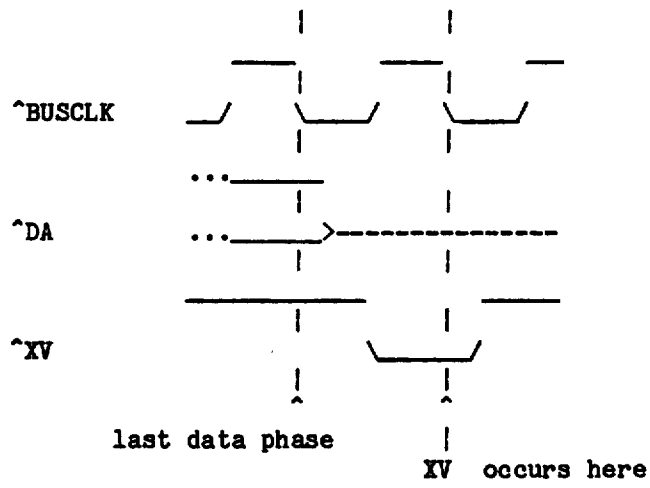 ^BUSCLK
^DA
^XV
last data phase
XV occurs here